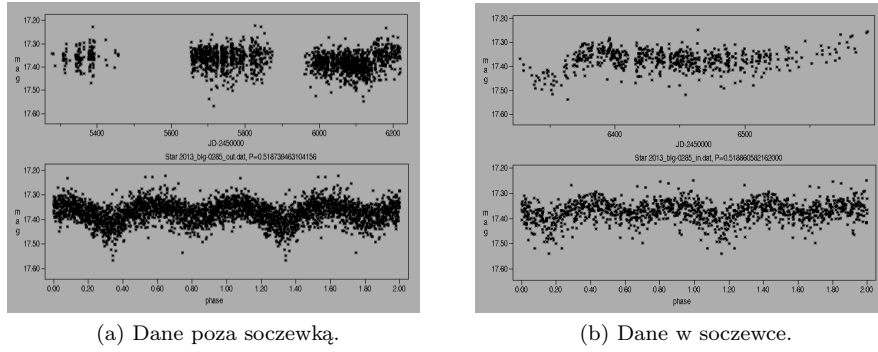 17.20
17.30
17.40
17.50
17.60
mag
5400 5600 5800 6000 6200
JD-2450000
Star 2013_blg-0285_out.dat, P=0.518739463104156
17.20
17.30
17.40
17.50
17.60
mag
0.00 0.20 0.40 0.60 0.80 1.00 1.20 1.40 1.60 1.80 2.00
phase
(a) Dane poza soczewką.
17.20
17.30
17.40
17.50
17.60
mag
6400 6500
JD-2450000
Star 2013_blg-0285_in.dat, P=0.518860582162000
17.20
17.30
17.40
17.50
17.60
mag
0.00 0.20 0.40 0.60 0.80 1.00 1.20 1.40 1.60 1.80 2.00
phase
(b) Dane w soczewce.